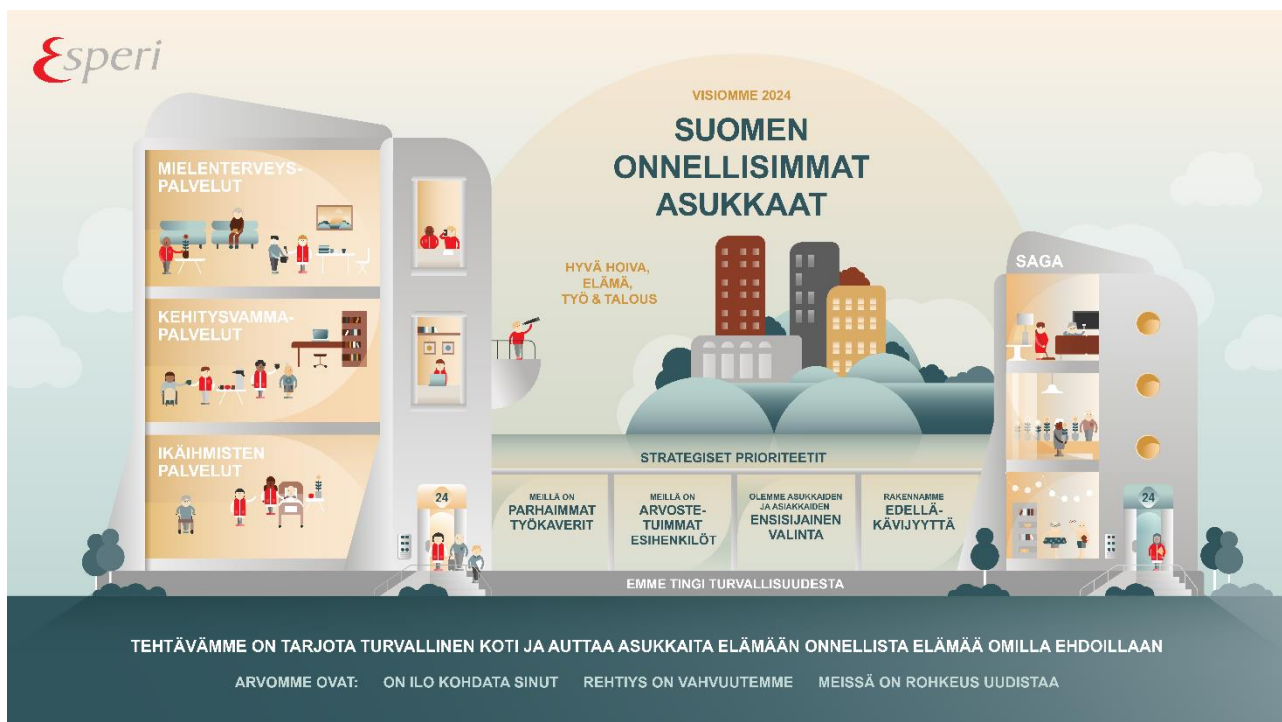 Esperi
VISIOMME 2024
SUOMEN
ONNELLISIMMAT
ASUKKAAT
HYVÄ HOIVA,
ELÄMÄ,
TYÖ & TALOUS
MIELENTERVEYS-
PALVELUT
KEHITYSVAMMA-
PALVELUT
IKÄIHMISTEN
PALVELUT
24
SAGA
24
STRATEGISET PRIORITEETIT
MEILLÄ ON
PARHAIMMAT
TYÖKAVERIT
MEILLÄ ON
ARVOSTE-
TUIMMAT
ESIHENKILÖT
OLEMME ASUKKAIDEN
JA ASIAKKAIDEN
ENSISIJAINEN
VALINTA
RAKENNAMME
EDELLÄ-
KÄVIJYYTTÄ
EMME TINGI TURVALLISUUDESTA
TEHTÄVÄMME ON TARJOTA TURVALLINEN KOTI JA AUTTAA ASUKKAITA ELÄMÄÄN ONNELLISTA ELÄMÄÄ OMILLA EHDOILLAAN
ARVOMME OVAT: ON ILO KOHDATA SINUT REHTIYS ON VAHVUUTEMME MEISSÄ ON ROHKEUS UUDISTAA